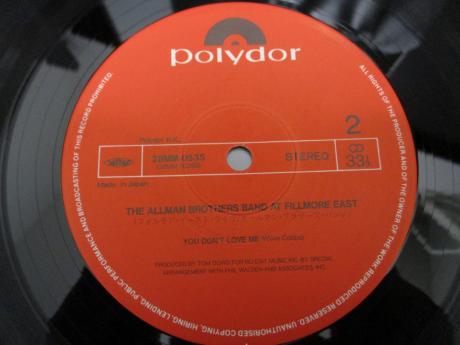 polydor
Polydor K.K.
2
28MM 0535
STEREO
33 1/3
Made in Japan
THE ALLMAN BROTHERS BAND AT FILLMORE EAST
YOU DON'T LOVE ME
PRODUCED BY TOM DOWD FOR NO EXIT MUSIC INC. BY SPECIAL
ARRANGEMENT WITH PHIL WALDEN AND ASSOCIATES, INC.
ALL RIGHTS OF THE PRODUCER AND OF THE OWNER OF THE WORK REPRODUCED RESERVED. UNAUTHORISED COPYING, HIRING, LENDING, PUBLIC PERFORMANCE AND BROADCASTING OF THIS RECORD PROHIBITED.